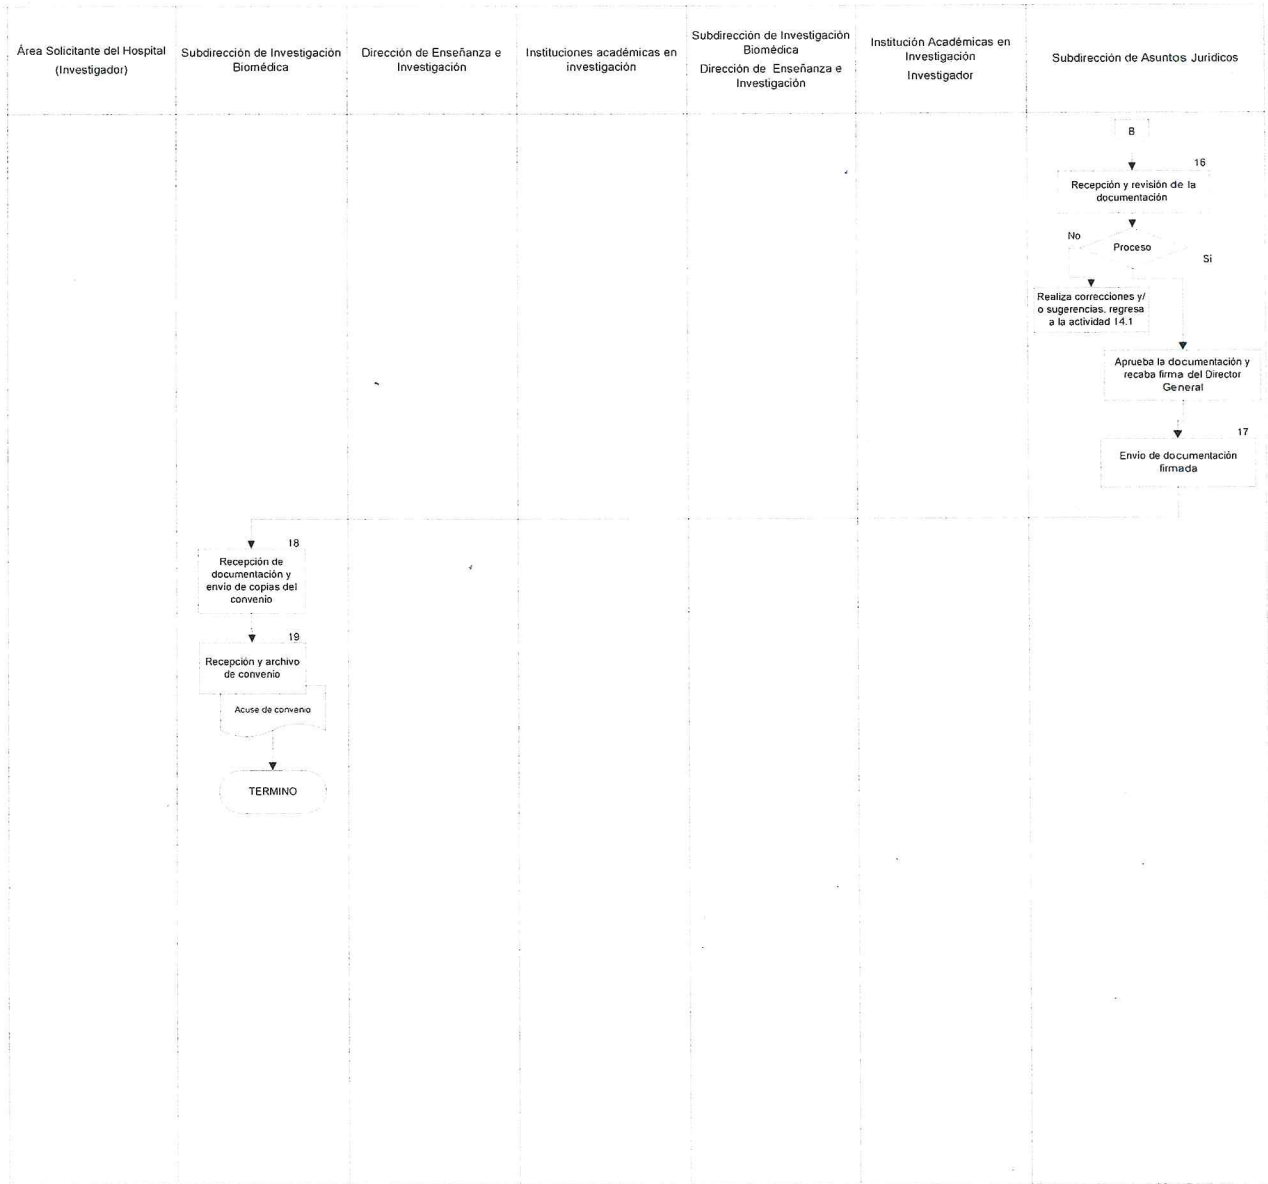 Área Solicitante del Hospital
(Investigador)
Subdirección de Investigación
Biomédica
Dirección de Enseñanza e
Investigación
Instituciones académicas en
investigación
Subdirección de Investigación
Biomédica
Dirección de Enseñanza e
Investigación
Institución Académicas en
Investigación
Investigador
Subdirección de Asuntos Juridicos
B
16
Recepción y revisión de la
documentación
No
Proceso
Si
Realiza correcciones y/
o sugerencias, regresa
a la actividad 14.1
Aprueba la documentación y
recaba firma del Director
General
17
Envio de documentación
firmada
18
Recepción de
documentación y
envío de copias del
convenio
19
Recepción y archivo
de convenio
Acuse de convenio
TERMINO